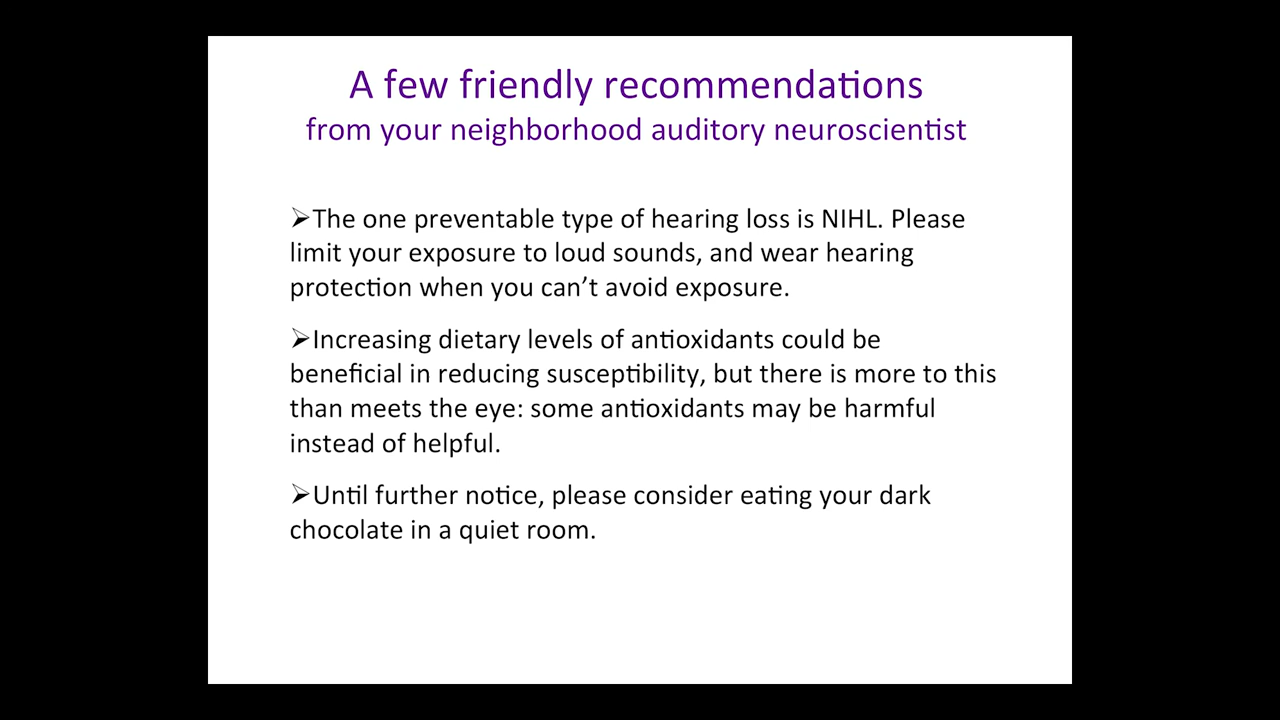 A few friendly recommendations
from your neighborhood auditory neuroscientist
➢The one preventable type of hearing loss is NIHL. Please
limit your exposure to loud sounds, and wear hearing
protection when you can’t avoid exposure.
➢Increasing dietary levels of antioxidants could be
beneficial in reducing susceptibility, but there is more to this
than meets the eye: some antioxidants may be harmful
instead of helpful.
➢Until further notice, please consider eating your dark
chocolate in a quiet room.